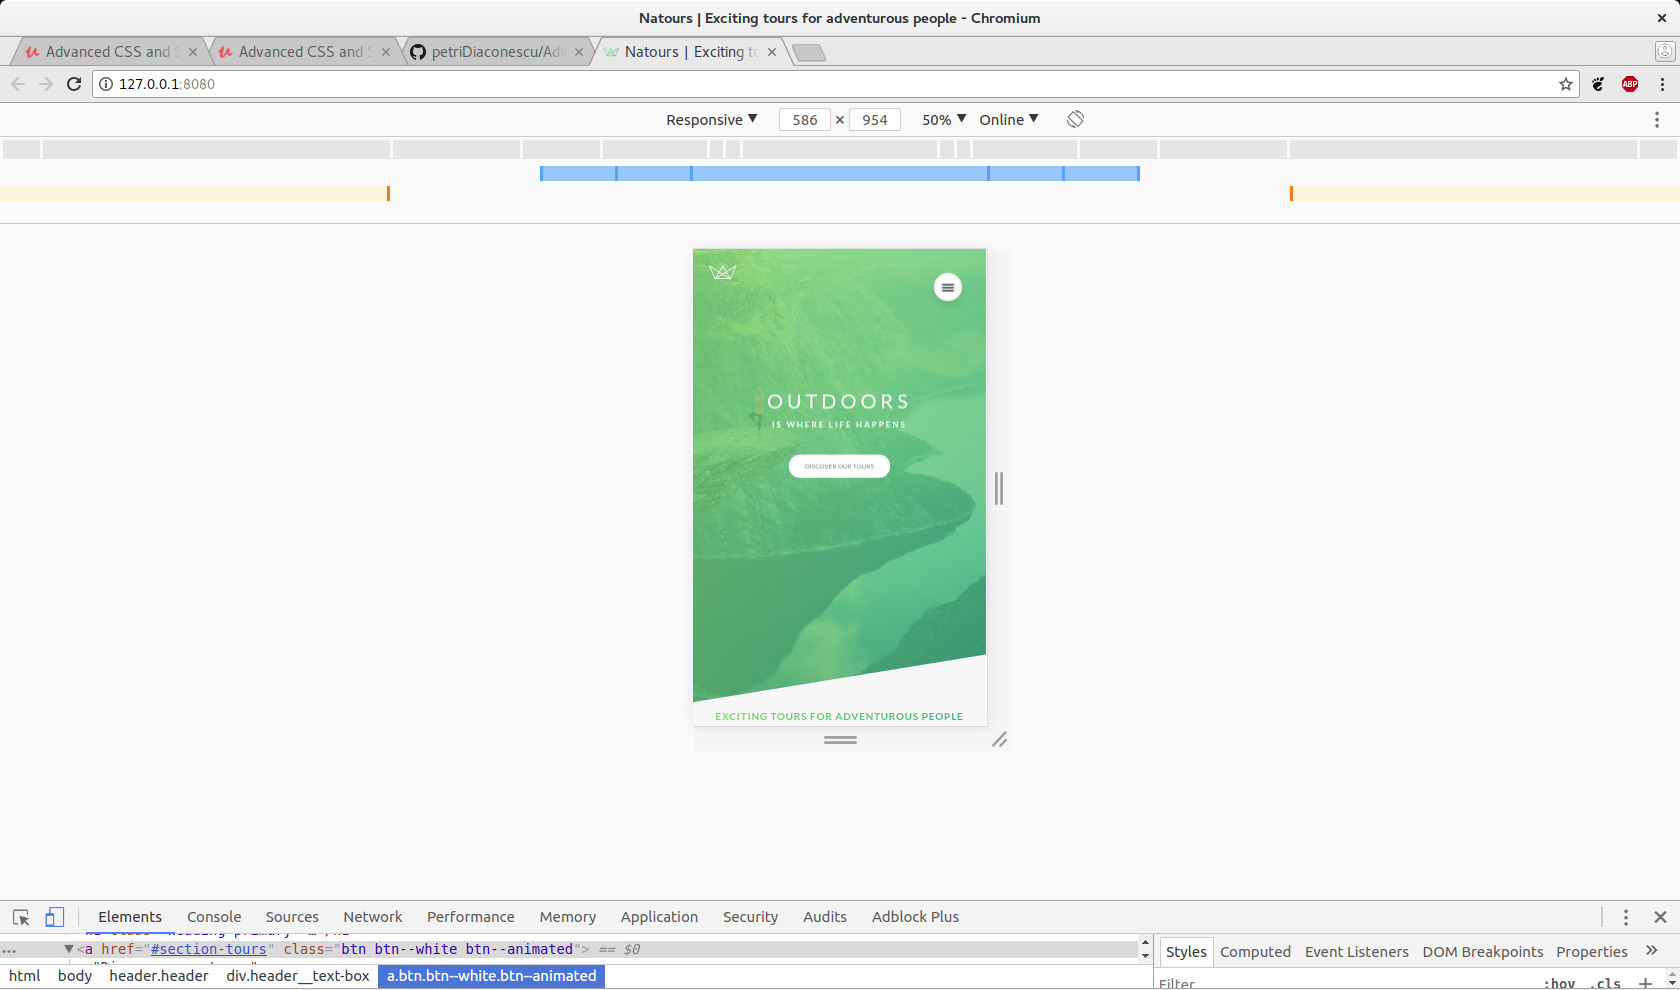 Natours | Exciting tours for adventurous people - Chromium
Advanced CSS and S
Advanced CSS and S
petriDiaconescu/Adv
Natours | Exciting to
127.0.0.1:8080
ABP
Responsive 586 × 954 50% Online
OUTDOORS
IS WHERE LIFE HAPPENS
DISCOVER OUR TOURS
EXCITING TOURS FOR ADVENTUROUS PEOPLE
Elements Console Sources Network Performance Memory Application Security Audits Adblock Plus
... <a href="#section-tours" class="btn btn--white btn--animated"> == $0
html body header.header div.header__text-box a.btn.btn--white.btn--animated
Styles Computed Event Listeners DOM Breakpoints Properties »
Filter :hov .cls +